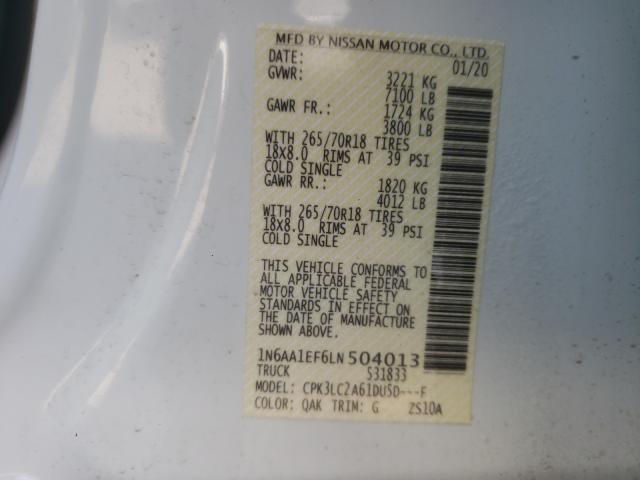 MFD BY NISSAN MOTOR CO., LTD.
DATE: 01/20
GVWR: 3221 KG
7100 LB
GAWR FR.: 1724 KG
3800 LB
WITH 265/70R18 TIRES
18X8.0 RIMS AT 39 PSI
COLD SINGLE
GAWR RR.: 1820 KG
4012 LB
WITH 265/70R18 TIRES
18X8.0 RIMS AT 39 PSI
COLD SINGLE
THIS VEHICLE CONFORMS TO
ALL APPLICABLE FEDERAL
MOTOR VEHICLE SAFETY
STANDARDS IN EFFECT ON
THE DATE OF MANUFACTURE
SHOWN ABOVE.
1N6AA1EF6LN504013
TRUCK 531833
MODEL: CPK3LC2A61DU5D---F
COLOR: QAK TRIM: G ZS10A